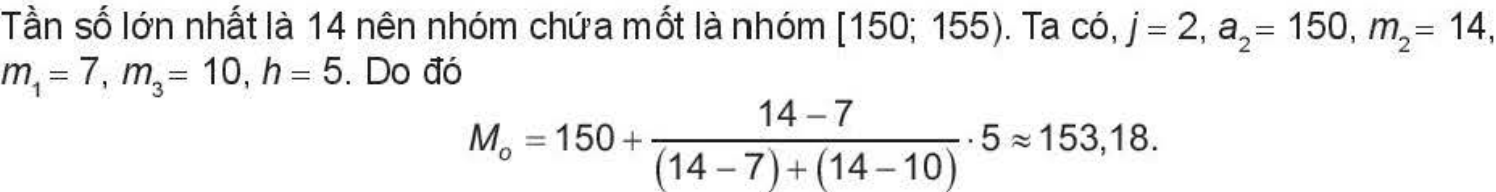 Tần số lớn nhất là 14 nên nhóm chứa mốt là nhóm [150; 155). Ta có, j = 2, a₂ = 150, m₂ = 14,
m₁ = 7, m₃ = 10, h = 5. Do đó
Mₒ = 150 + (14 − 7)/((14 − 7) + (14 − 10)) · 5 ≈ 153,18.